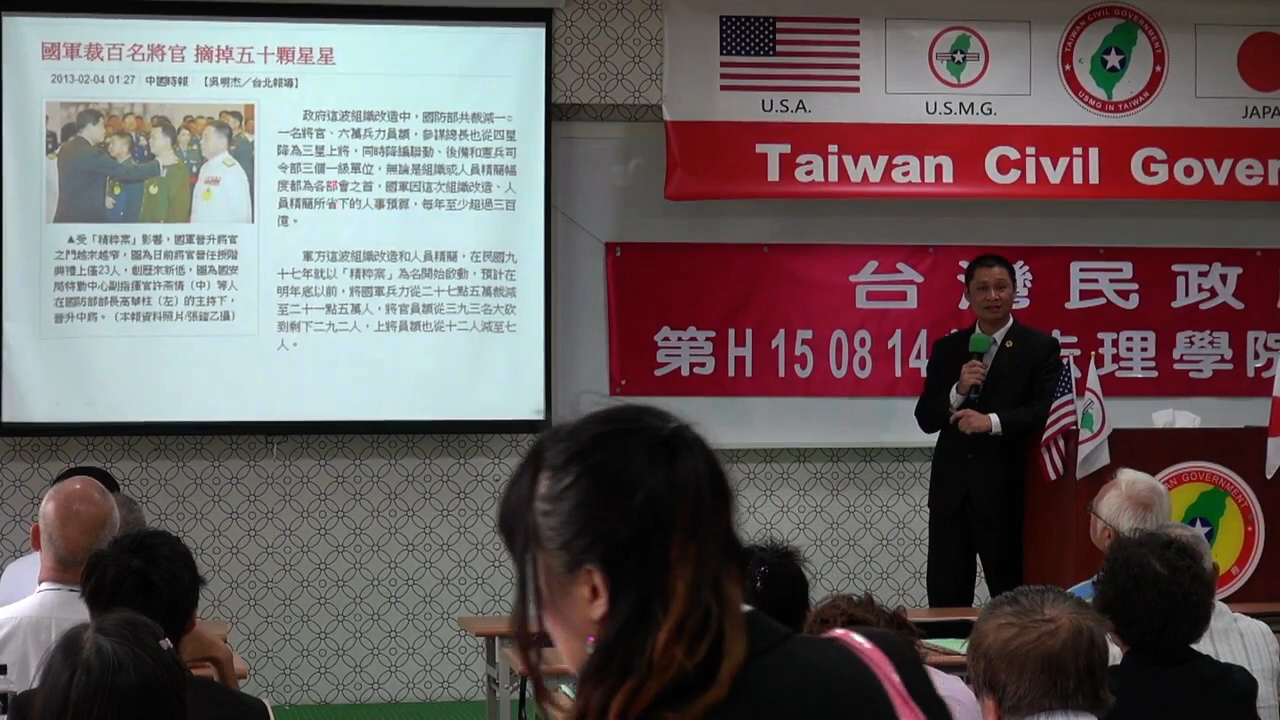 國軍裁百名將官 摘掉五十顆星星
2013-02-04 01:27 中國時報 【吳明杰/台北報導】
政府這波組織改造中，國防部共裁減一○
一名將官、六萬兵力員額，參謀總長也從四星
降為三星上將，同時降編聯勤、後備和憲兵司
令部三個一級單位，無論是組織或人員精簡幅
度都為各部會之首，國軍因這次組織改造、人
員精簡所省下的人事預算，每年至少超過三百
億。
軍方這波組織改造和人員精簡，在民國九
十七年就以「精粹案」為名開始啟動，預計在
明年底以前，將國軍兵力從二十七點五萬裁減
至二十一點五萬人，將官員額從三九三名大砍
到剩下二九二人，上將員額也從十二人減至七
人。
▲受「精粹案」影響，國軍晉升將官
之門越來越窄，圖為日前將官晉任授階
典禮上僅23人，創歷來新低，圖為國安
局特勤中心副指揮官許燕情（中）等人
在國防部部長高華柱（左）的主持下，
晉升中將。（本報資料照片/張鎧乙攝）
U.S.A.
U.S.M.G.
TAIWAN CIVIL GOVERNMENT
USMG IN TAIWAN
JAPA
Taiwan Civil Gover
台灣民政
第H 15 08 14 法理學院
AN GOVERNMENT